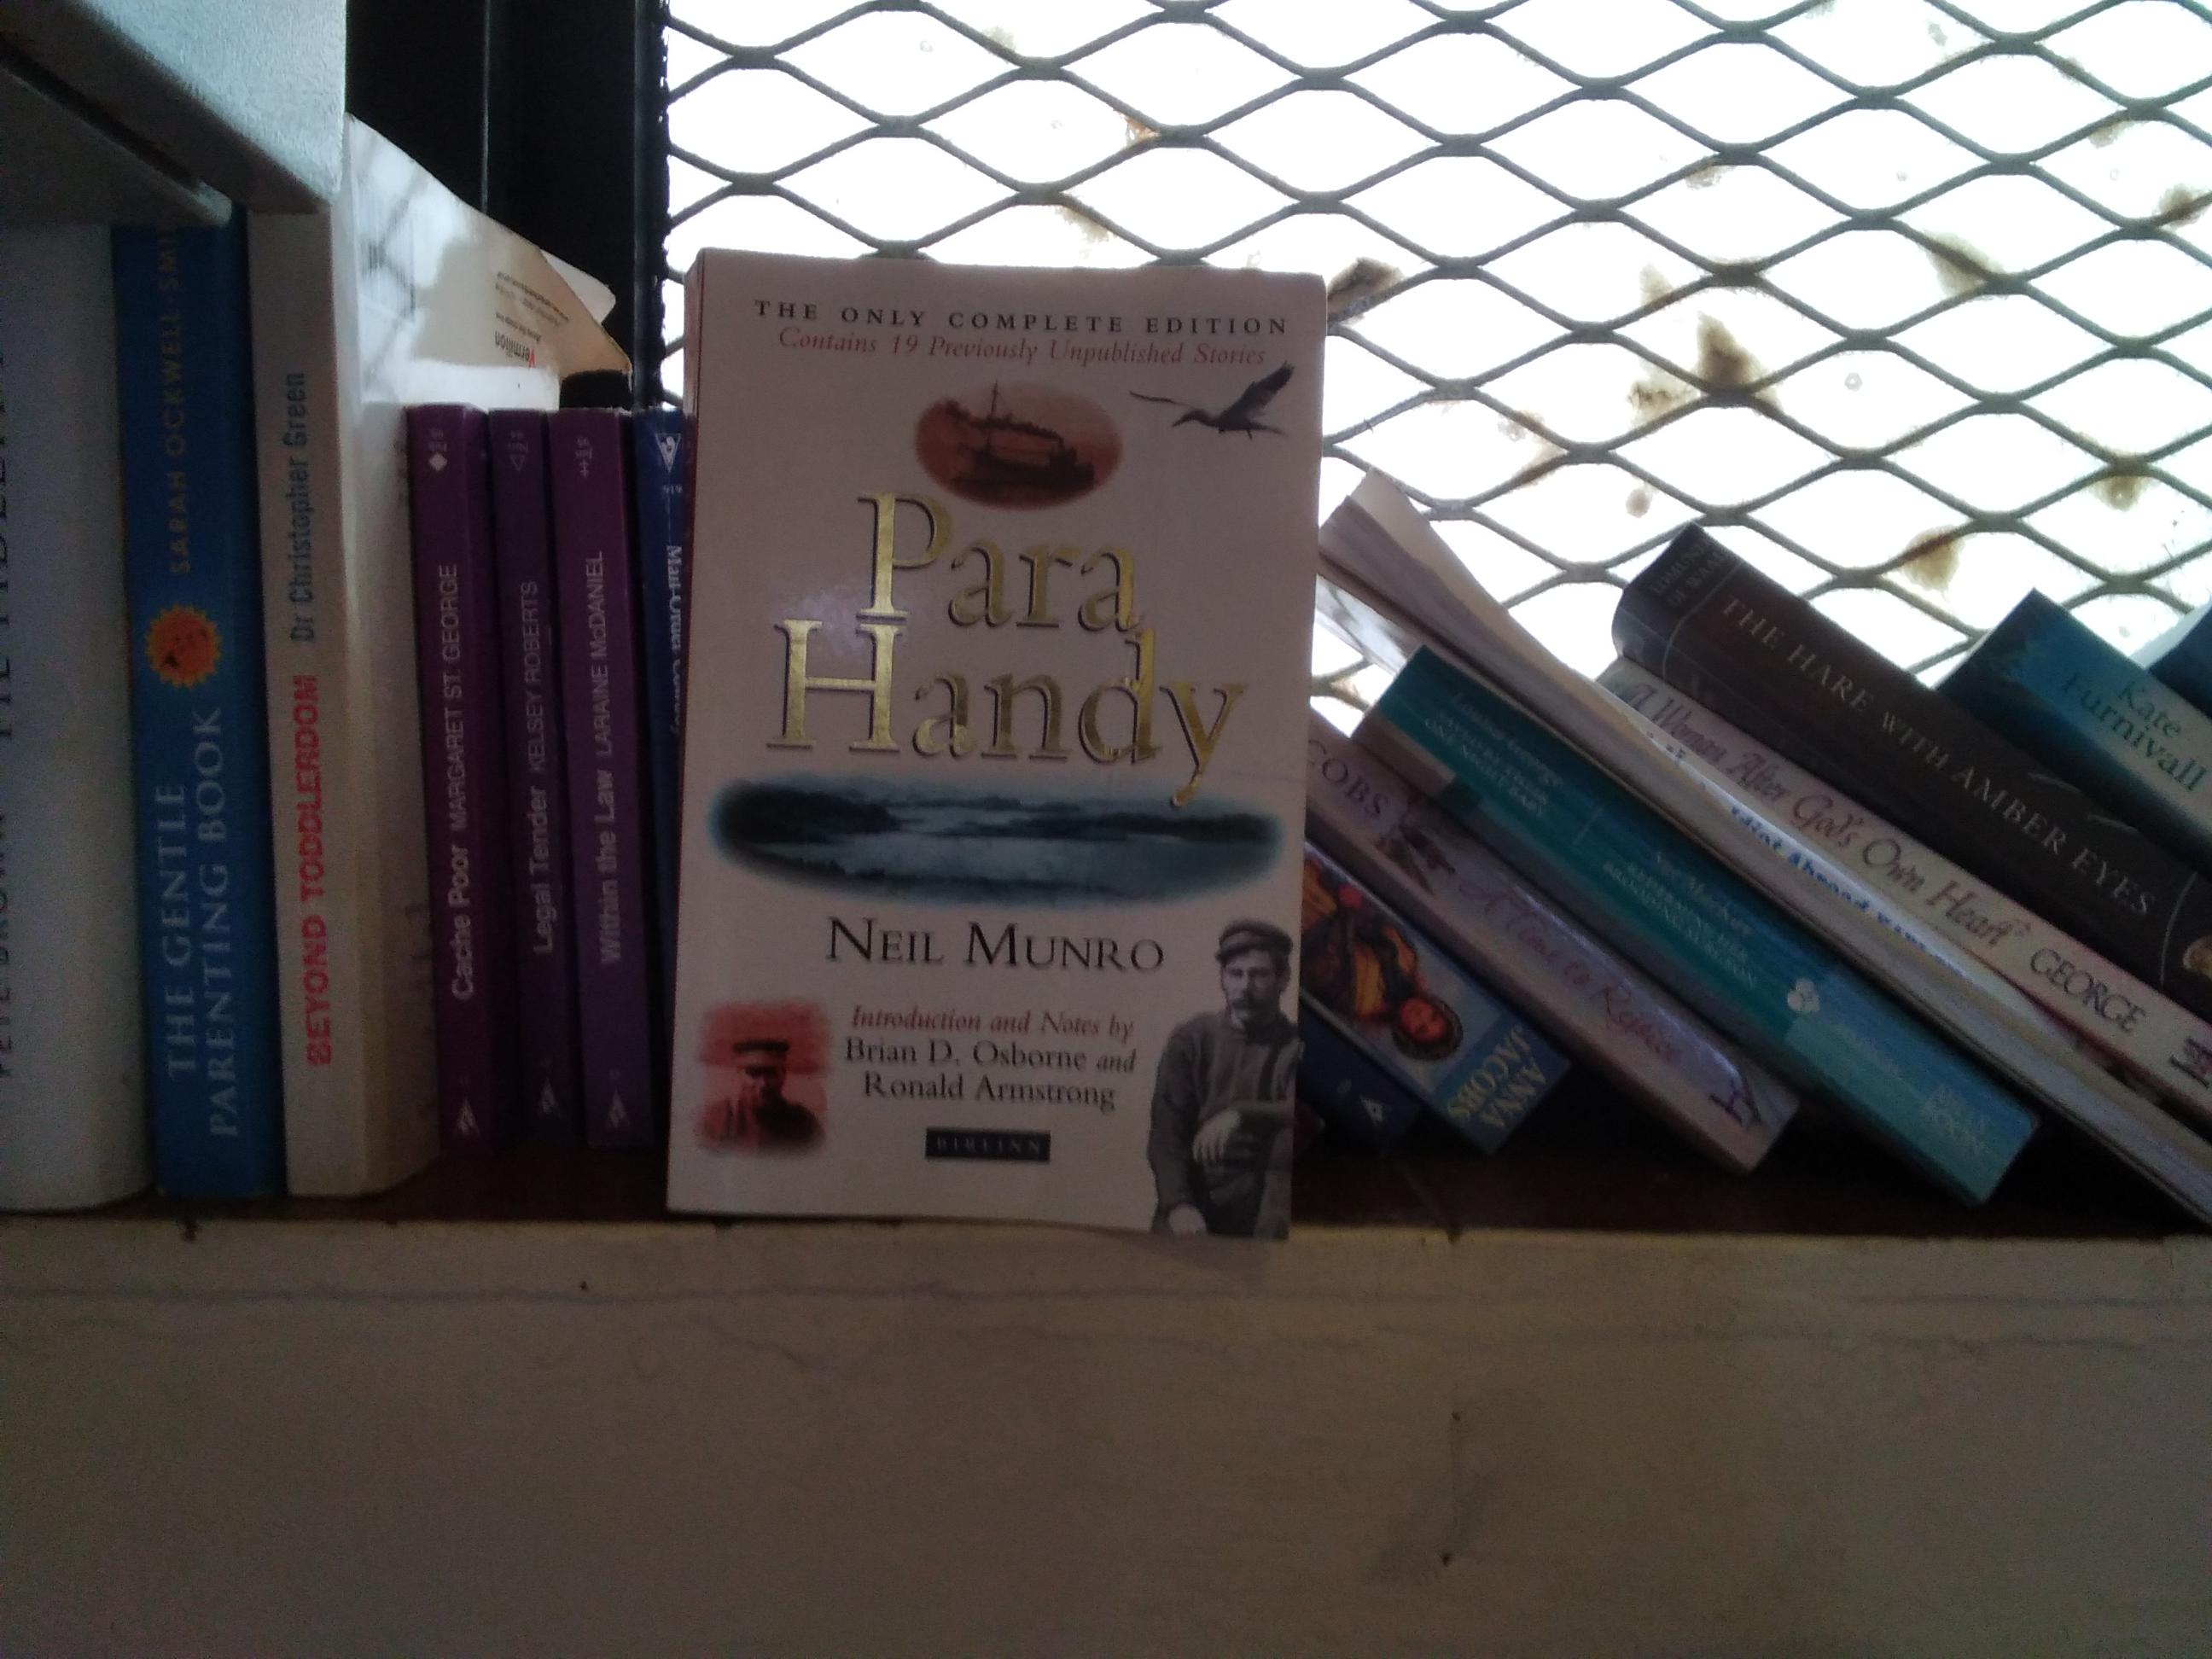 THE GENTLE
PARENTING BOOK
SARAH OCKWELL-SMI
BEYOND TODDLERDOM Dr Christopher Green
Vermilion
Cache Poor MARGARET ST. GEORGE
Legal Tender KELSEY ROBERTS
Within the Law LARAINE McDANIEL
THE ONLY COMPLETE EDITION
Contains 19 Previously Unpublished Stories
Para
Handy
NEIL MUNRO
Introduction and Notes by
Brian D. Osborne and
Ronald Armstrong
BIRLINN
ANNA
JACOBS
COBS A Time to Rejoice
A Woman After God's Own Heart GEORGE
THE HARE WITH AMBER EYES
Kate
Furnivall